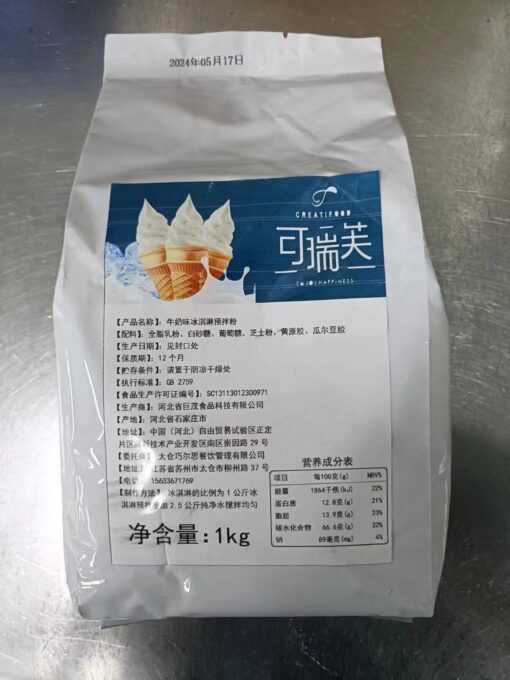 2024年05月17日
CREATIFOOD
可瑞芙
ENJOY HAPPINESS
【产品名称】：牛奶味冰淇淋预拌粉
【配料】：全脂乳粉、白砂糖、葡萄糖、芝士粉、黄原胶、瓜尔豆胶
【生产日期】：见封口处
【保质期】：12个月
【贮存条件】：请置于阴凉干燥处
【执行标准】：GB 2759
【食品生产许可证编号】：SC13113012300971
【生产商】：河北省巨茂食品科技有限公司
【产地】：河北省石家庄市
【地址】：中国（河北）自由贸易试验区正定
片区高新技术产业开发区南区崇因路 29 号
【委托商】：太仓巧尔思餐饮管理有限公司
【地址】：江苏省苏州市太仓市柳州路 37 号
【电话】：15633671769
【制作方法】：冰淇淋的比例为 1 公斤冰
淇淋预拌粉加 2.5 公斤纯净水搅拌均匀
净含量：1kg
营养成分表
项目 每100克(g) NRV%
能量 1864千焦(kJ) 22%
蛋白质 12.8克(g) 21%
脂肪 13.9克(g) 23%
碳水化合物 66.6克(g) 22%
钠 89毫克(mg) 4%